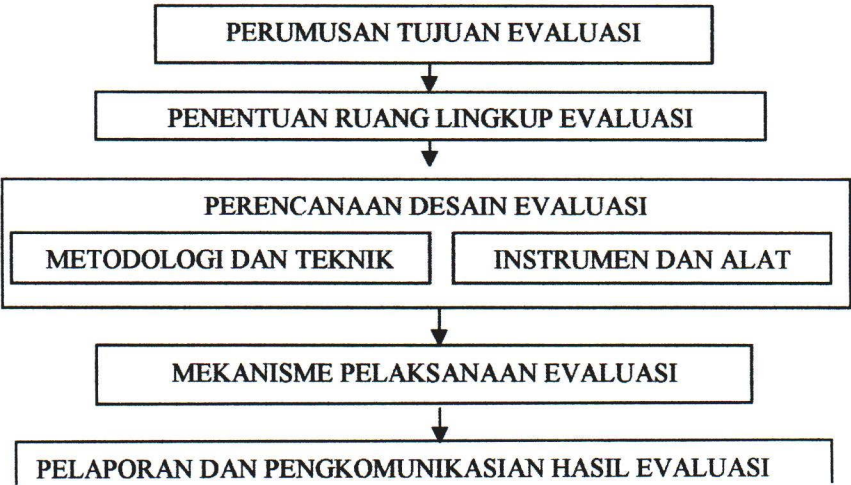 PERUMUSAN TUJUAN EVALUASI
PENENTUAN RUANG LINGKUP EVALUASI
PERENCANAAN DESAIN EVALUASI
METODOLOGI DAN TEKNIK
INSTRUMEN DAN ALAT
MEKANISME PELAKSANAAN EVALUASI
PELAPORAN DAN PENGKOMUNIKASIAN HASIL EVALUASI